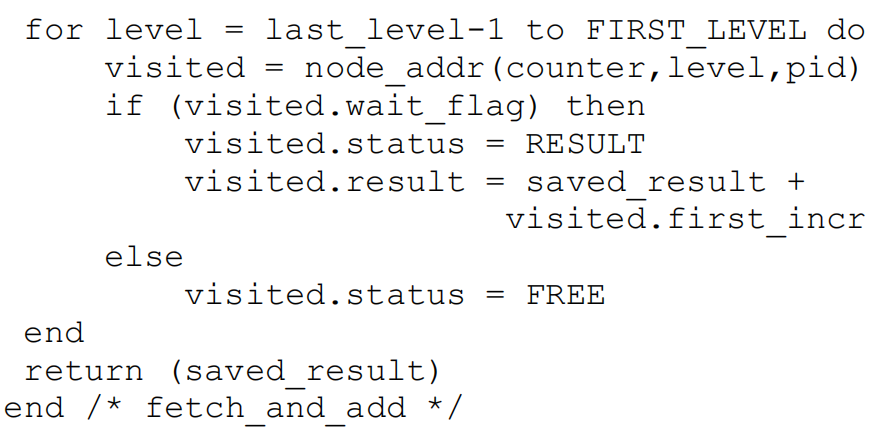 for level = last_level-1 to FIRST_LEVEL do
visited = node_addr(counter,level,pid)
if (visited.wait_flag) then
visited.status = RESULT
visited.result = saved_result +
visited.first_incr
else
visited.status = FREE
end
return (saved_result)
end /* fetch_and_add */